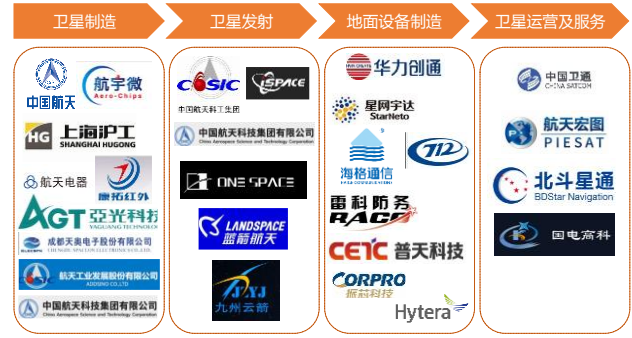 卫星制造
卫星发射
地面设备制造
卫星运营及服务
中国航天
航宇微
Aero-Chips
HG
上海沪工
SHANGHAI HUGONG
航天电器
康拓红外
AGT
亞光科技
YAGUANG TECHNOLOGY
成都天奥电子股份有限公司
航天工业发展股份有限公司
ADDSINO CO.,LTD
中国航天科技集团有限公司
China Aerospace Science and Technology Corporation
CASIC
中国航天科工集团
iSPACE
中国航天科技集团有限公司
China Aerospace Science and Technology Corporation
ONE SPACE
LANDSPACE
蓝箭航天
JZYJ
九州云箭
华力创通
星网宇达
StarNeto
海格通信
712
雷科防务
RACO
CETC
普天科技
CORPRO
振芯科技
Hytera
中国卫通
CHINA SATCOM
航天宏图
PIESAT
北斗星通
BDStar Navigation
国电高科